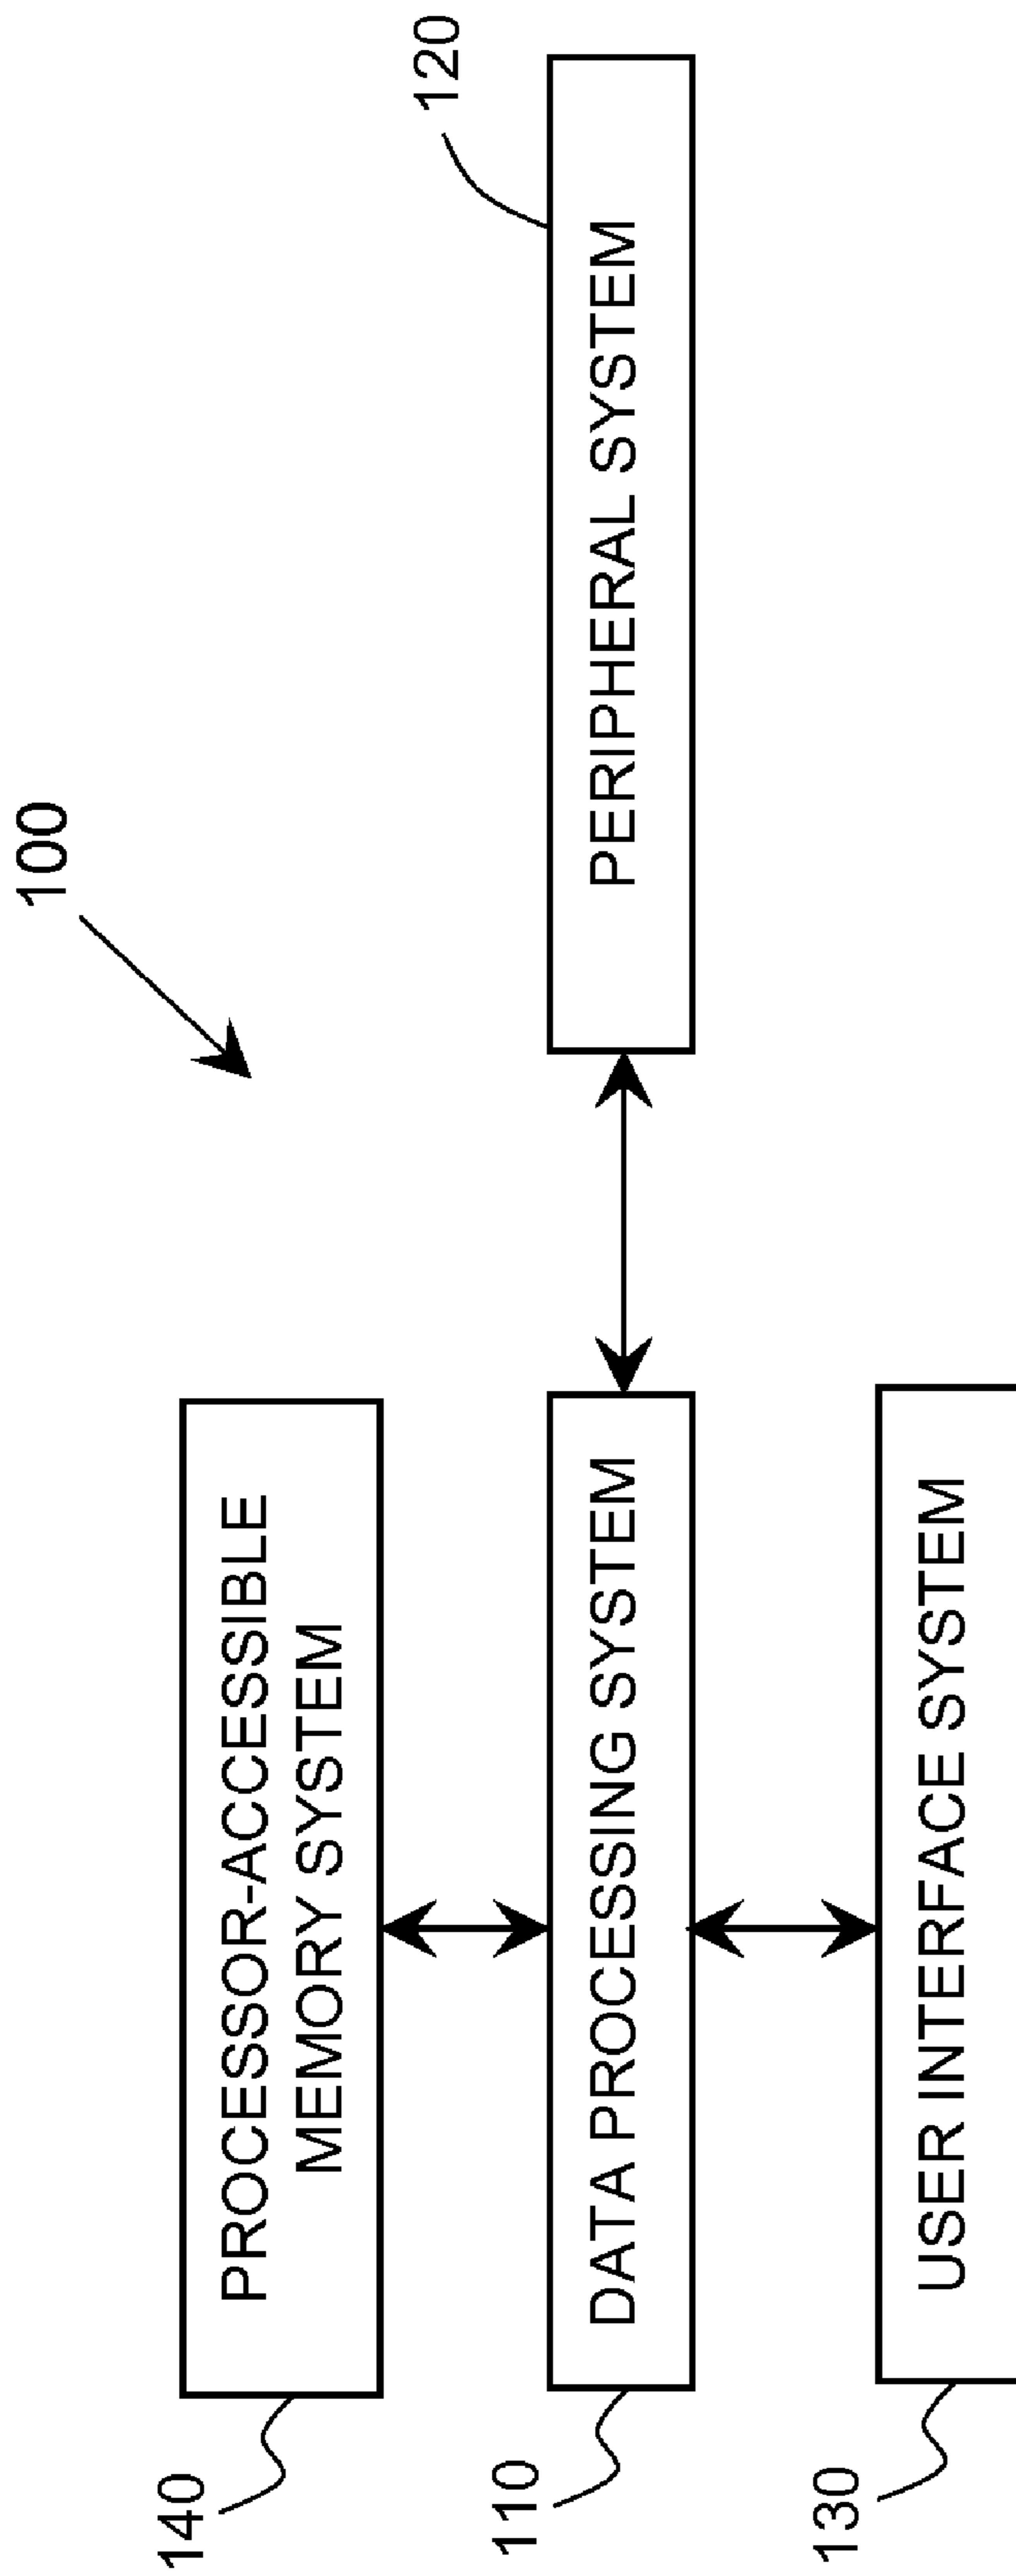 100
140
PROCESSOR-ACCESSIBLE
MEMORY SYSTEM
120
110
DATA PROCESSING SYSTEM
PERIPHERAL SYSTEM
130
USER INTERFACE SYSTEM